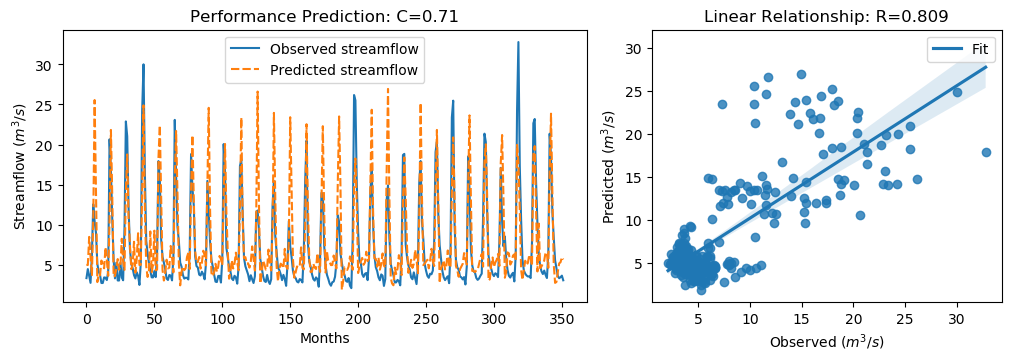 Performance Prediction: C=0.71
Observed streamflow
Predicted streamflow
Streamflow (m³/s)
30
25
20
15
10
5
0
50
100
150
200
250
300
350
Months
Linear Relationship: R=0.809
Fit
Predicted (m³/s)
30
25
20
15
10
5
5
10
15
20
25
30
Observed (m³/s)